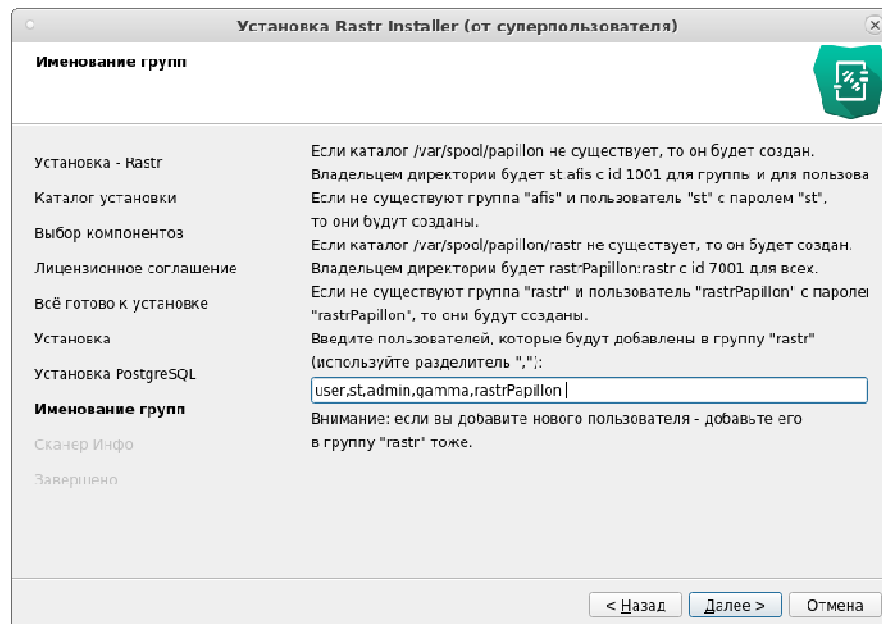 Установка Rastr Installer (от суперпользователя)
Именование групп
Установка - Rastr
Каталог установки
Выбор компонентов
Лицензионное соглашение
Всё готово к установке
Установка
Установка PostgreSQL
Именование групп
Сканер Инфо
Завершено
Если каталог /var/spool/papillon не существует, то он будет создан.
Владельцем директории будет st afis с id 1001 для группы и для пользова
Если не существуют группа "afis" и пользователь "st" с паролем "st",
то они будут созданы.
Если каталог /var/spool/papillon/rastr не существует, то он будет создан.
Владельцем директории будет rastrPapillon:rastr с id 7001 для всех.
Если не существуют группа "rastr" и пользователь "rastrPapillon" с пароле
"rastrPapillon", то они будут созданы.
Введите пользователей, которые будут добавлены в группу "rastr"
(используйте разделитель ","):
user,st,admin,gamma,rastrPapillon
Внимание: если вы добавите нового пользователя - добавьте его
в группу "rastr" тоже.
< Назад
Далее >
Отмена